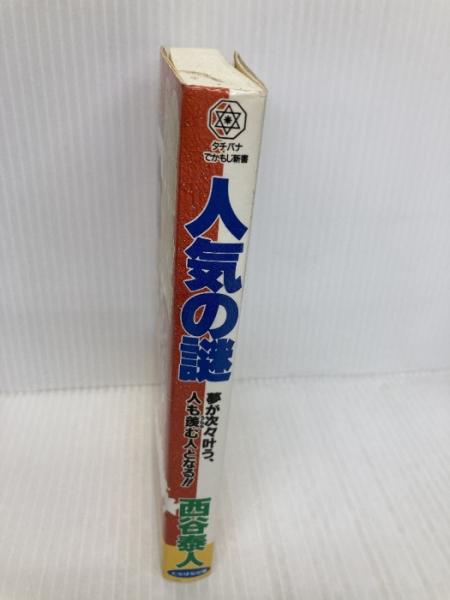 タチバナ
でかもじ新書
人気の謎
夢が次々叶う、
人も羨む人となる!!
西谷泰人